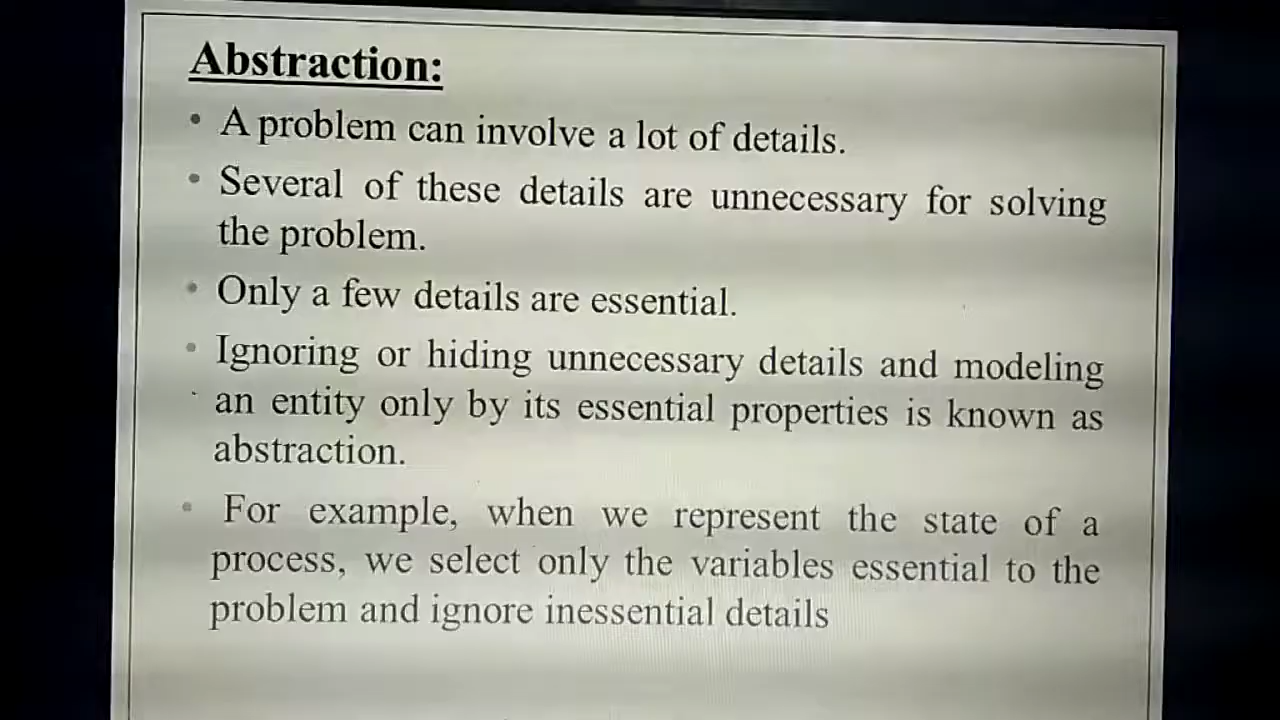 Abstraction:
• A problem can involve a lot of details.
• Several of these details are unnecessary for solving
the problem.
• Only a few details are essential.
• Ignoring or hiding unnecessary details and modeling
an entity only by its essential properties is known as
abstraction.
• For example, when we represent the state of a
process, we select only the variables essential to the
problem and ignore inessential details